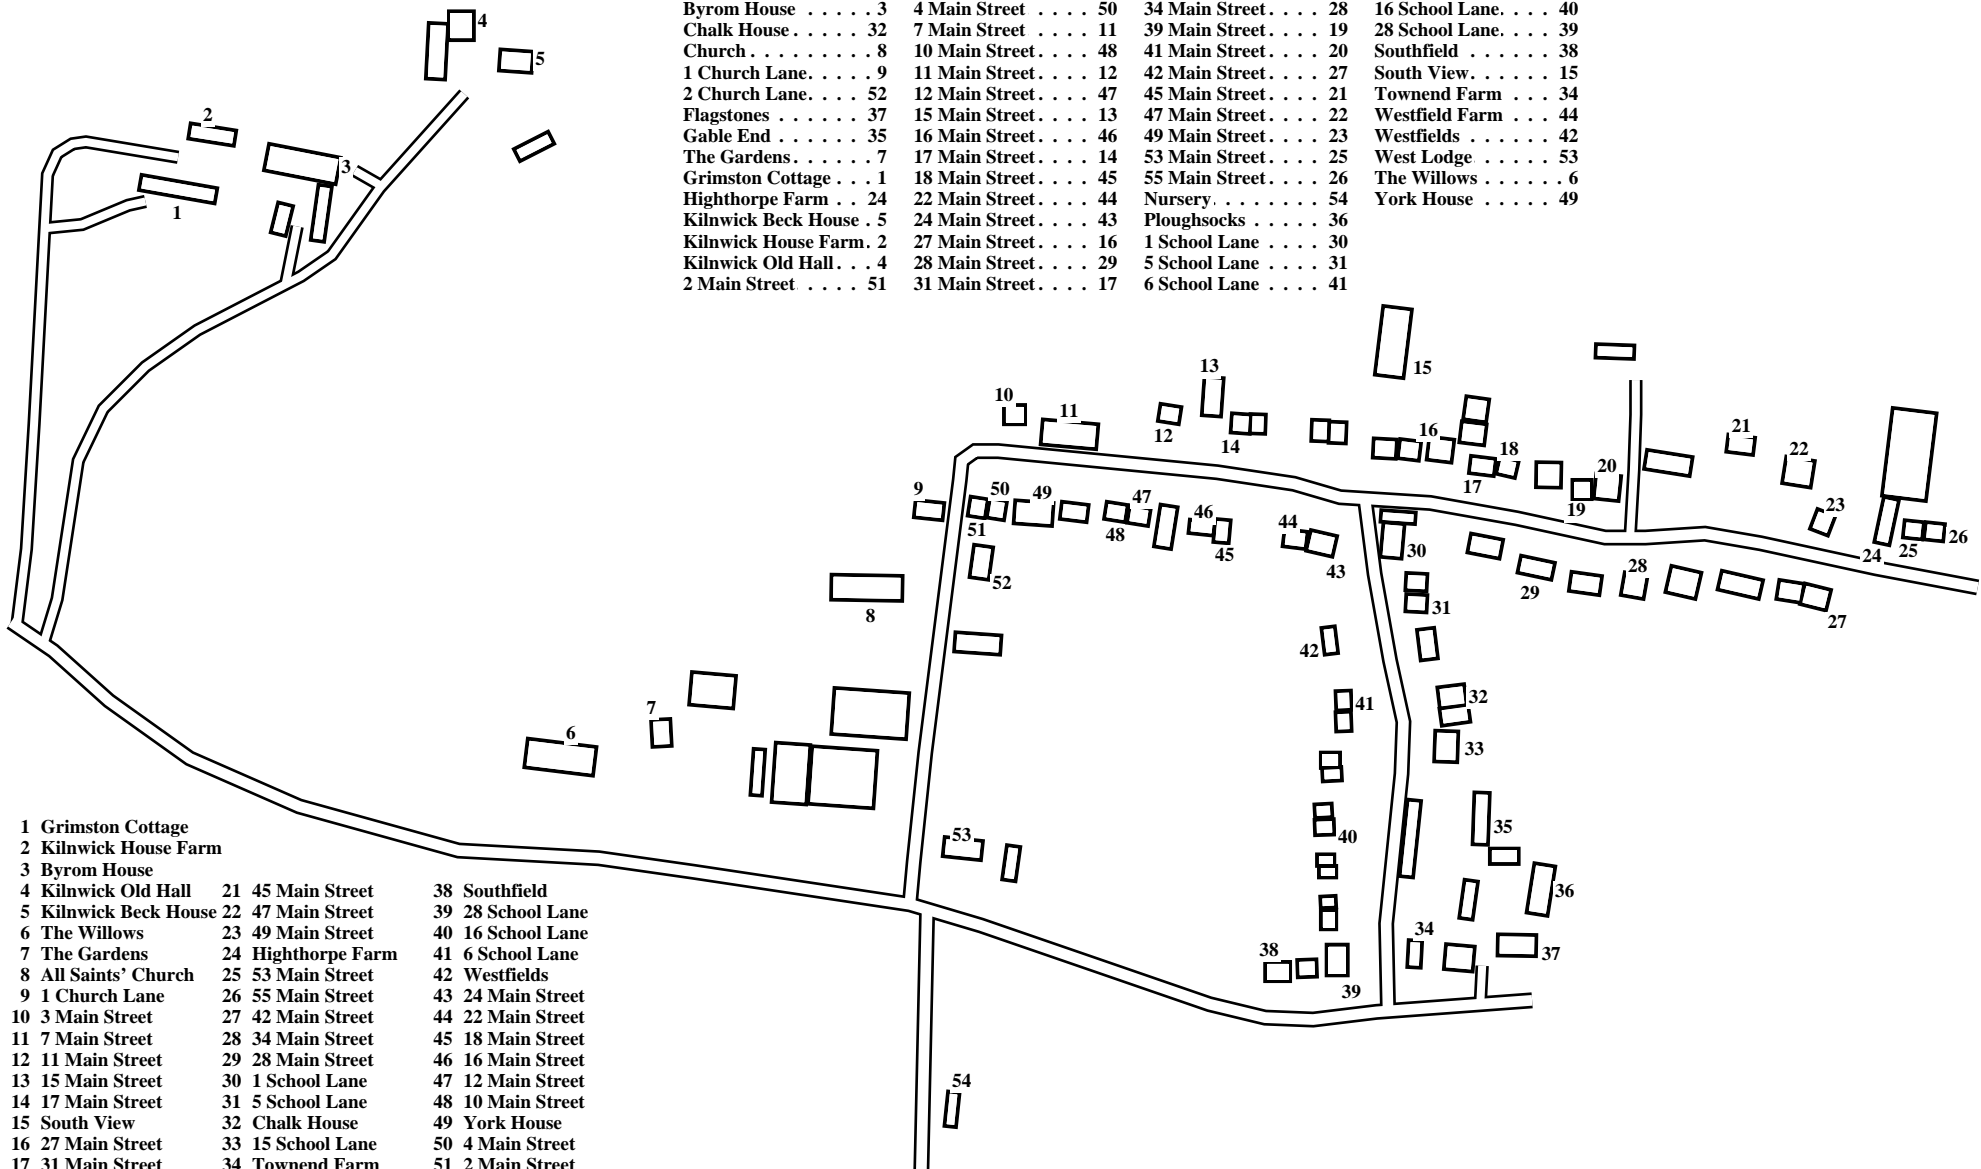 Byrom House . . . . . 3 4 Main Street . . . . 50 34 Main Street . . . . 28 16 School Lane. . . . 40
Chalk House . . . . . 32 7 Main Street . . . . 11 39 Main Street . . . . 19 28 School Lane. . . . 39
Church . . . . . . . . . 8 10 Main Street . . . . 48 41 Main Street . . . . 20 Southfield . . . . . . 38
1 Church Lane. . . . . 9 11 Main Street . . . . 12 42 Main Street . . . . 27 South View. . . . . . 15
2 Church Lane. . . . 52 12 Main Street . . . . 47 45 Main Street . . . . 21 Townend Farm . . . 34
Flagstones . . . . . . 37 15 Main Street . . . . 13 47 Main Street . . . . 22 Westfield Farm . . . 44
Gable End . . . . . . 35 16 Main Street . . . . 46 49 Main Street . . . . 23 Westfields . . . . . . 42
The Gardens . . . . . . 7 17 Main Street . . . . 14 53 Main Street . . . . 25 West Lodge . . . . . 53
Grimston Cottage . . . 1 18 Main Street . . . . 45 55 Main Street . . . . 26 The Willows . . . . . . 6
Highthorpe Farm . . 24 22 Main Street . . . . 44 Nursery . . . . . . . . 54 York House . . . . . 49
Kilnwick Beck House . 5 24 Main Street . . . . 43 Ploughsocks . . . . . 36
Kilnwick House Farm. 2 27 Main Street . . . . 16 1 School Lane . . . . 30
Kilnwick Old Hall . . . 4 28 Main Street . . . . 29 5 School Lane . . . . 31
2 Main Street . . . . 51 31 Main Street . . . . 17 6 School Lane . . . . 41
4
5
2
3
1
13
15
10
11
12
14
16
18
17
20
19
21
22
23
24
25
26
9
50
49
51
52
47
48
46
45
44
43
30
29
28
27
31
8
42
32
41
33
7
6
53
40
35
36
34
37
38
39
54
1 Grimston Cottage
2 Kilnwick House Farm
3 Byrom House
4 Kilnwick Old Hall 21 45 Main Street 38 Southfield
5 Kilnwick Beck House 22 47 Main Street 39 28 School Lane
6 The Willows 23 49 Main Street 40 16 School Lane
7 The Gardens 24 Highthorpe Farm 41 6 School Lane
8 All Saints’ Church 25 53 Main Street 42 Westfields
9 1 Church Lane 26 55 Main Street 43 24 Main Street
10 3 Main Street 27 42 Main Street 44 22 Main Street
11 7 Main Street 28 34 Main Street 45 18 Main Street
12 11 Main Street 29 28 Main Street 46 16 Main Street
13 15 Main Street 30 1 School Lane 47 12 Main Street
14 17 Main Street 31 5 School Lane 48 10 Main Street
15 South View 32 Chalk House 49 York House
16 27 Main Street 33 15 School Lane 50 4 Main Street
17 31 Main Street 34 Townend Farm 51 2 Main Street